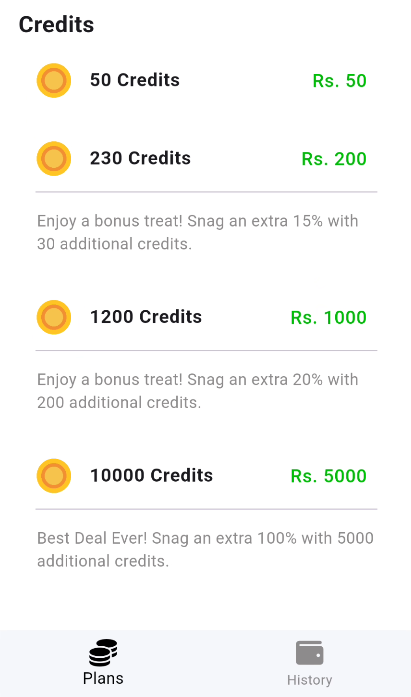 Credits
50 Credits Rs. 50
230 Credits Rs. 200
Enjoy a bonus treat! Snag an extra 15% with
30 additional credits.
1200 Credits Rs. 1000
Enjoy a bonus treat! Snag an extra 20% with
200 additional credits.
10000 Credits Rs. 5000
Best Deal Ever! Snag an extra 100% with 5000
additional credits.
Plans History